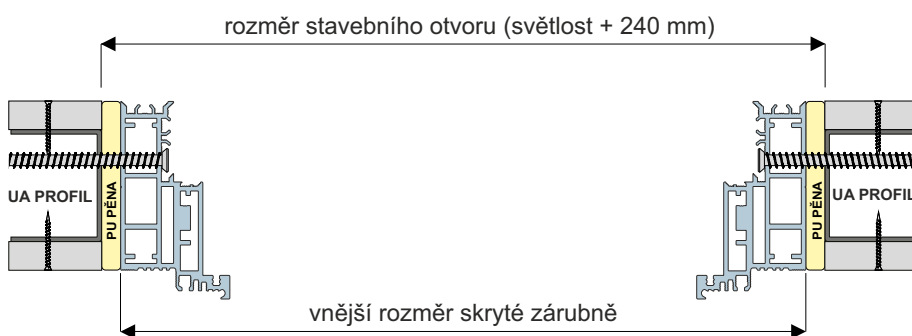 rozměr stavebního otvoru (světlost + 240 mm)
UA PROFIL
PU PĚNA
PU PĚNA
UA PROFIL
vnější rozměr skryté zárubně